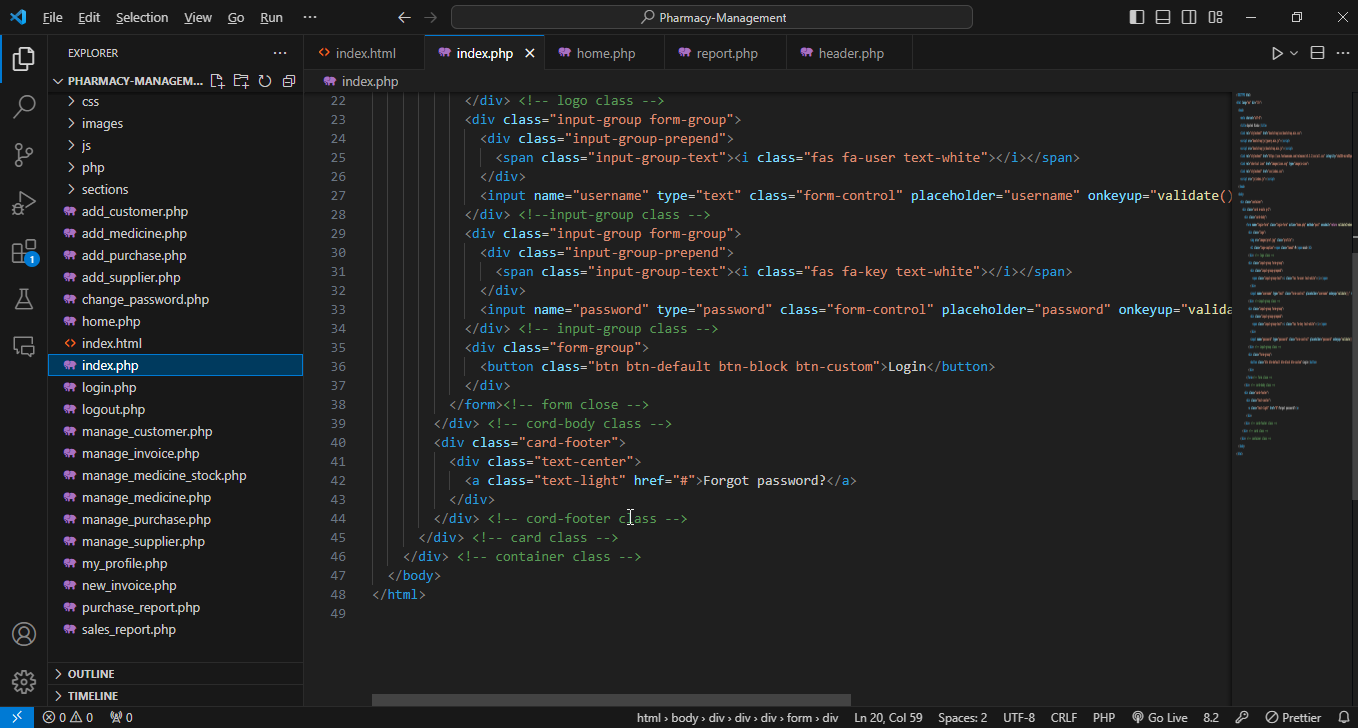 File Edit Selection View Go Run ··· Pharmacy-Management
EXPLORER ···
PHARMACY-MANAGEM...
css
images
js
php
sections
add_customer.php
add_medicine.php
add_purchase.php
add_supplier.php
change_password.php
home.php
index.html
index.php
login.php
logout.php
manage_customer.php
manage_invoice.php
manage_medicine_stock.php
manage_medicine.php
manage_purchase.php
manage_supplier.php
my_profile.php
new_invoice.php
purchase_report.php
sales_report.php
OUTLINE
TIMELINE
1
index.html index.php home.php report.php header.php
index.php
22 </div> <!-- logo class -->
23 <div class="input-group form-group">
24 <div class="input-group-prepend">
25 <span class="input-group-text"><i class="fas fa-user text-white"></i></span>
26 </div>
27 <input name="username" type="text" class="form-control" placeholder="username" onkeyup="validate()
28 </div> <!--input-group class -->
29 <div class="input-group form-group">
30 <div class="input-group-prepend">
31 <span class="input-group-text"><i class="fas fa-key text-white"></i></span>
32 </div>
33 <input name="password" type="password" class="form-control" placeholder="password" onkeyup="valida
34 </div> <!-- input-group class -->
35 <div class="form-group">
36 <button class="btn btn-default btn-block btn-custom">Login</button>
37 </div>
38 </form><!-- form close -->
39 </div> <!-- cord-body class -->
40 <div class="card-footer">
41 <div class="text-center">
42 <a class="text-light" href="#">Forgot password?</a>
43 </div>
44 </div> <!-- cord-footer class -->
45 </div> <!-- card class -->
46 </div> <!-- container class -->
47 </body>
48 </html>
49
0 0 0 html › body › div › div › div › form › div Ln 20, Col 59 Spaces: 2 UTF-8 CRLF PHP Go Live 8.2 Prettier